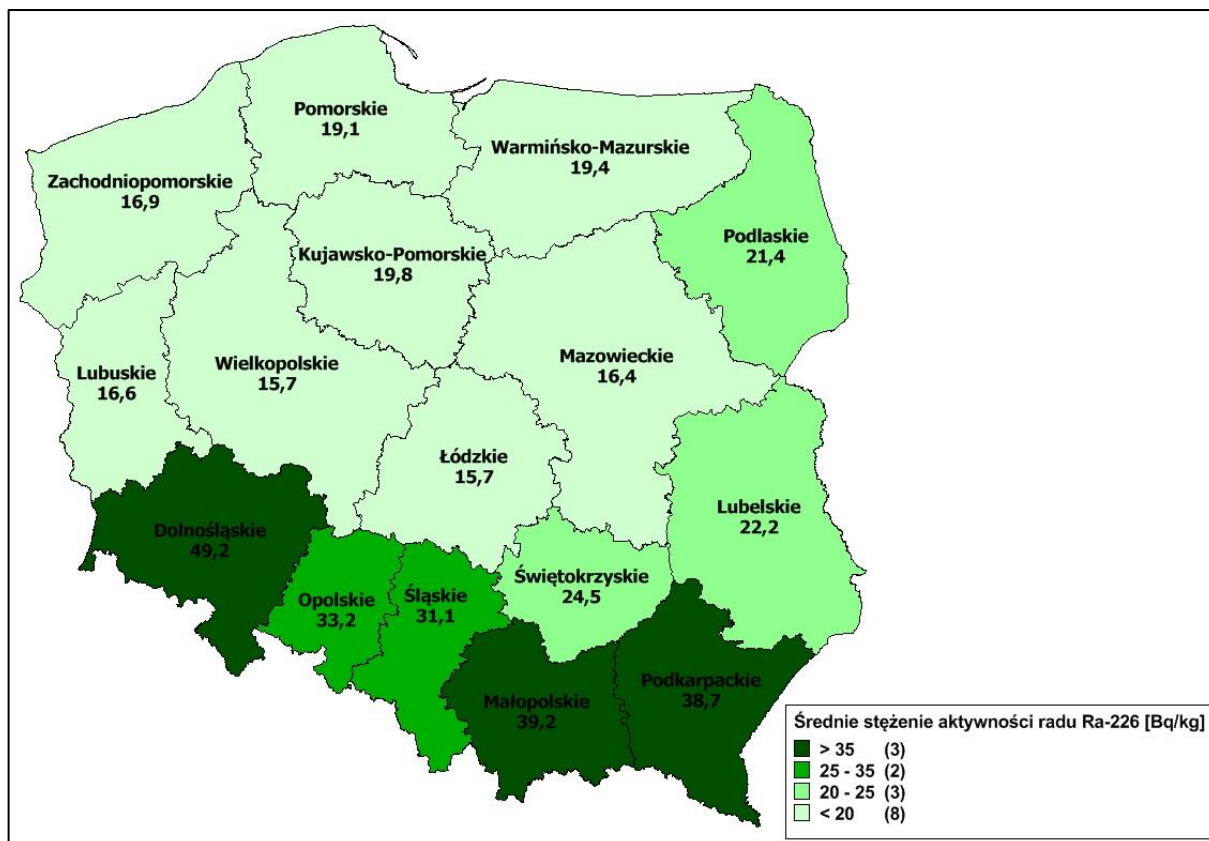 Pomorskie
19,1
Warmińsko-Mazurskie
19,4
Zachodniopomorskie
16,9
Podlaskie
21,4
Kujawsko-Pomorskie
19,8
Lubuskie
16,6
Wielkopolskie
15,7
Mazowieckie
16,4
Łódzkie
15,7
Lubelskie
22,2
Dolnośląskie
49,2
Opolskie
33,2
Śląskie
31,1
Świętokrzyskie
24,5
Małopolskie
39,2
Podkarpackie
38,7
Średnie stężenie aktywności radu Ra-226 [Bq/kg]
> 35 (3)
25 - 35 (2)
20 - 25 (3)
< 20 (8)